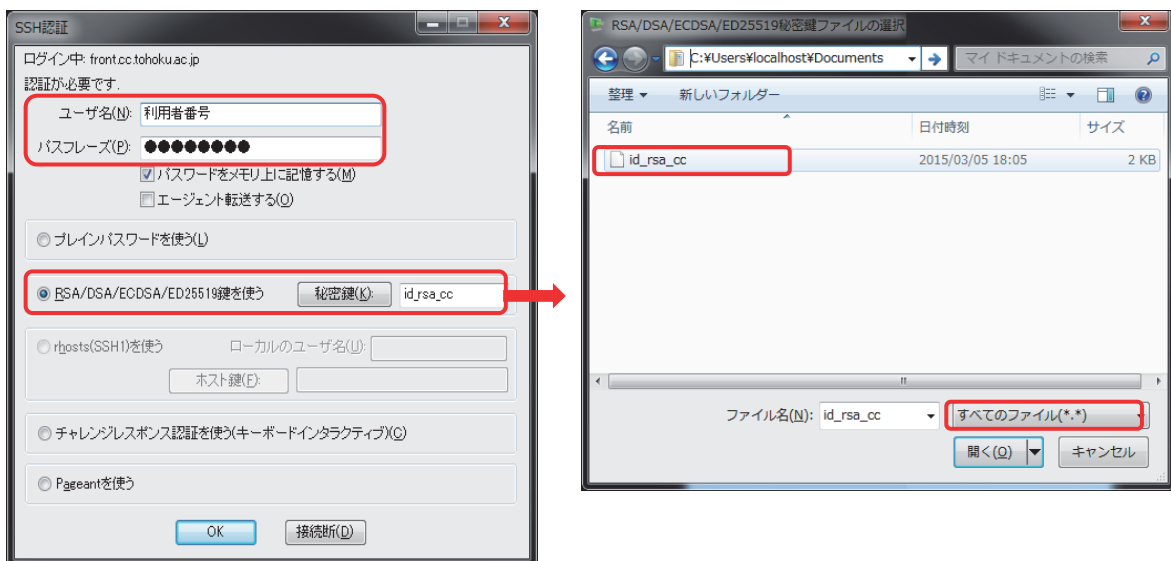 SSH認証
ログイン中: front.cc.tohoku.ac.jp
認証が必要です.
ユーザ名(N): 利用者番号
パスフレーズ(P): ●●●●●●●●
パスワードをメモリ上に記憶する(M)
エージェント転送する(O)
プレインパスワードを使う(L)
RSA/DSA/ECDSA/ED25519鍵を使う 秘密鍵(K): id_rsa_cc
rhosts(SSH1)を使う ローカルのユーザ名(U):
ホスト鍵(F):
チャレンジレスポンス認証を使う(キーボードインタラクティブ)(C)
Pageantを使う
OK 接続断(D)
RSA/DSA/ECDSA/ED25519秘密鍵ファイルの選択
C:¥Users¥localhost¥Documents マイ ドキュメントの検索
整理 新しいフォルダー
名前 日付時刻 サイズ
id_rsa_cc 2015/03/05 18:05 2 KB
ファイル名(N): id_rsa_cc すべてのファイル(*.*)
開く(O) キャンセル